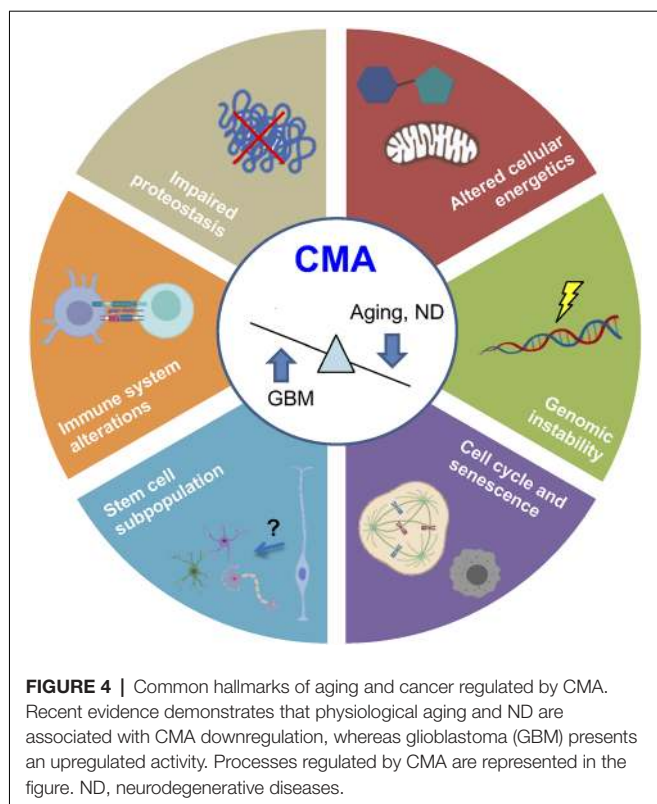 Impaired
proteostasis
Altered cellular
energetics
CMA
Aging, ND
GBM
Immune system
alterations
Genomic
instability
Stem cell
subpopulation
?
Cell cycle and
senescence
FIGURE 4 | Common hallmarks of aging and cancer regulated by CMA.
Recent evidence demonstrates that physiological aging and ND are
associated with CMA downregulation, whereas glioblastoma (GBM) presents
an upregulated activity. Processes regulated by CMA are represented in the
figure. ND, neurodegenerative diseases.